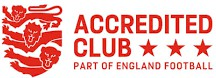 ACCREDITED
CLUB ★★★
PART OF ENGLAND FOOTBALL